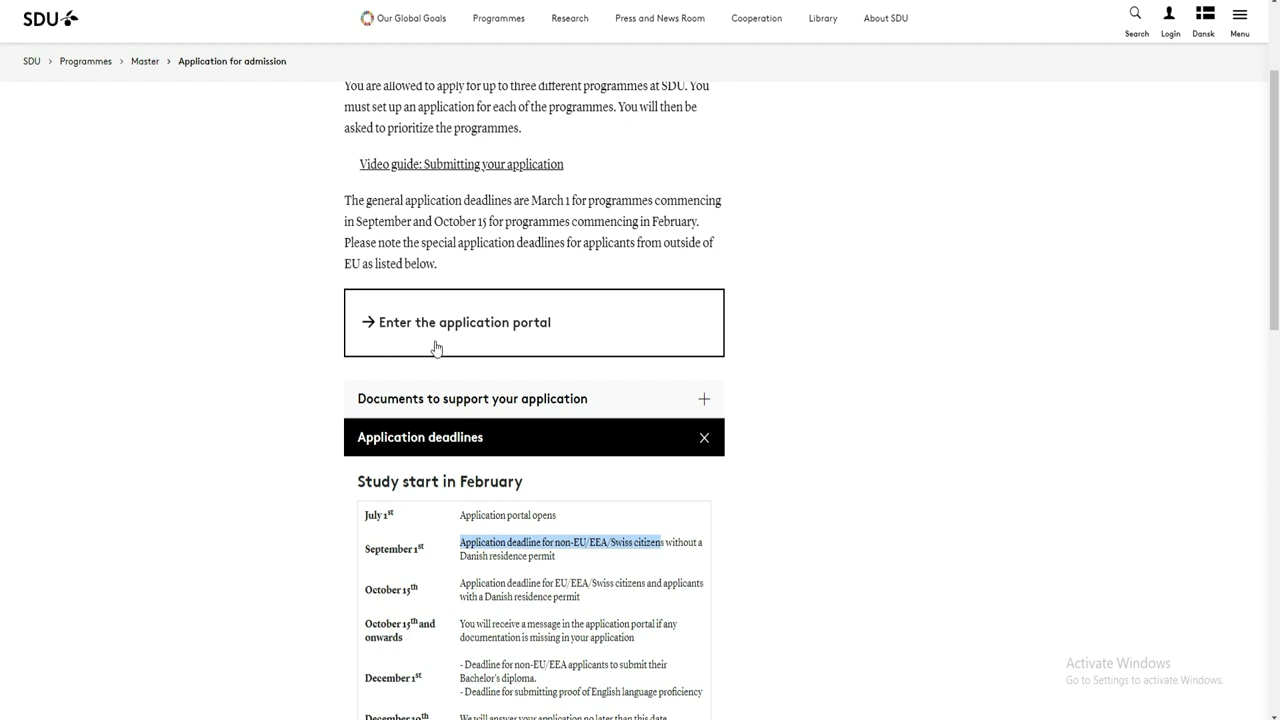 SDU
Our Global Goals
Programmes
Research
Press and News Room
Cooperation
Library
About SDU
Search
Login
Dansk
Menu
SDU > Programmes > Master > Application for admission
You are allowed to apply for up to three different programmes at SDU. You
must set up an application for each of the programmes. You will then be
asked to prioritize the programmes.
Video guide: Submitting your application
The general application deadlines are March 1 for programmes commencing
in September and October 15 for programmes commencing in February.
Please note the special application deadlines for applicants from outside of
EU as listed below.
→ Enter the application portal
Documents to support your application
Application deadlines
Study start in February
July 1st
Application portal opens
September 1st
Application deadline for non-EU/EEA/Swiss citizens without a
Danish residence permit
October 15th
Application deadline for EU/EEA/Swiss citizens and applicants
with a Danish residence permit
October 15th and
onwards
You will receive a message in the application portal if any
documentation is missing in your application
December 1st
- Deadline for non-EU/EEA applicants to submit their
Bachelor's diploma.
- Deadline for submitting proof of English language proficiency
We will answer your application no later than this date
Activate Windows
Go to Settings to activate Windows.